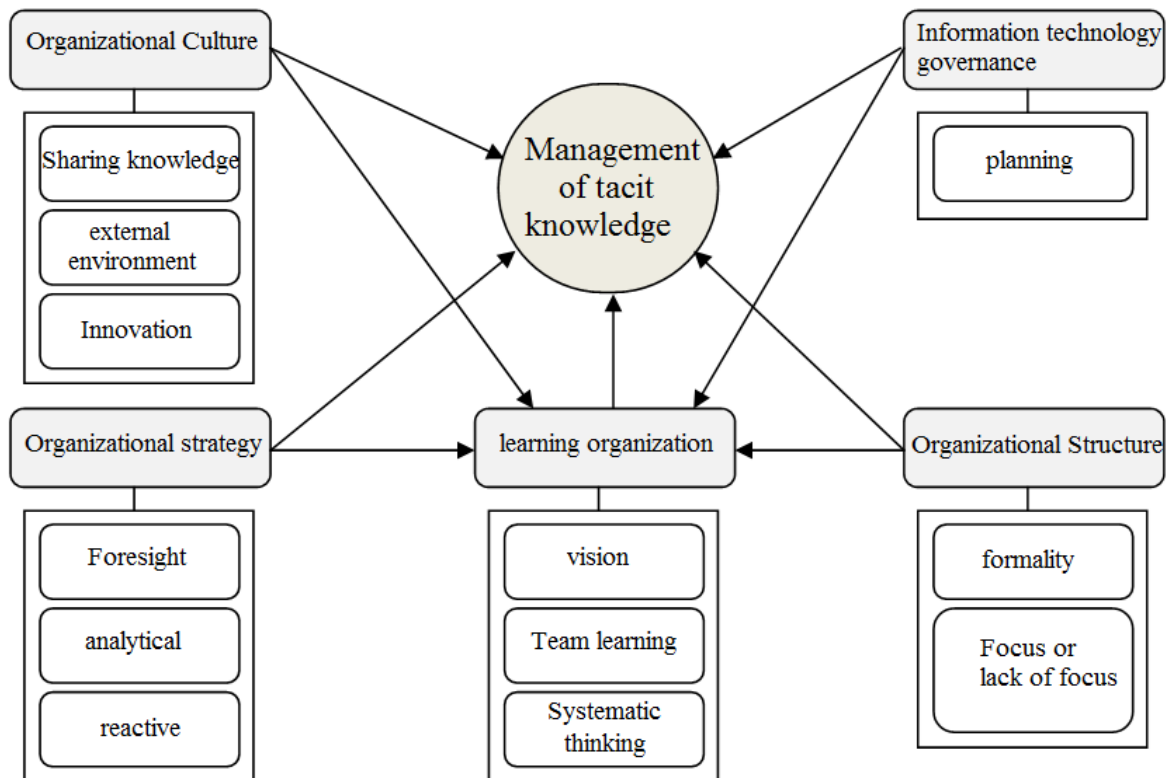 Organizational Culture
Sharing knowledge
external
environment
Innovation
Information technology
governance
planning
Management
of tacit
knowledge
Organizational strategy
Foresight
analytical
reactive
learning organization
vision
Team learning
Systematic
thinking
Organizational Structure
formality
Focus or
lack of focus